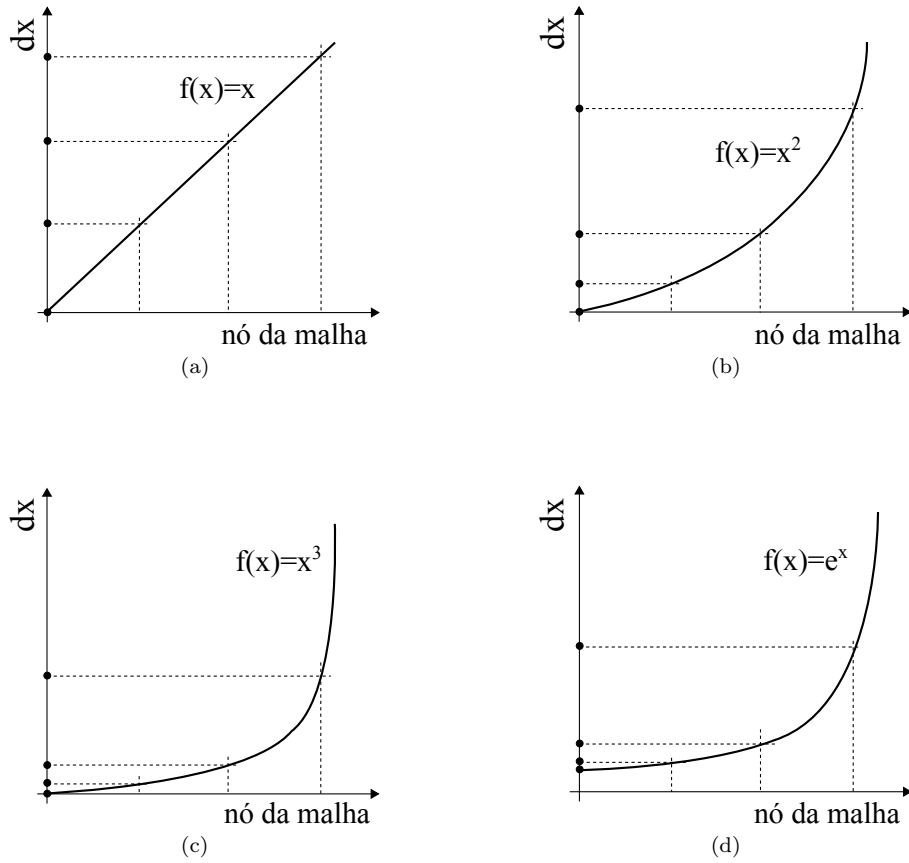 dx
f(x)=x
nó da malha
(a)
dx
f(x)=x²
nó da malha
(b)
dx
f(x)=x³
nó da malha
(c)
dx
f(x)=eˣ
nó da malha
(d)